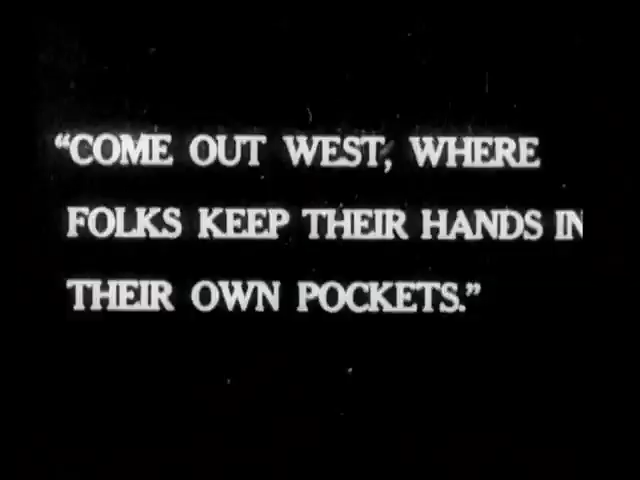 “COME OUT WEST, WHERE
FOLKS KEEP THEIR HANDS IN
THEIR OWN POCKETS.”